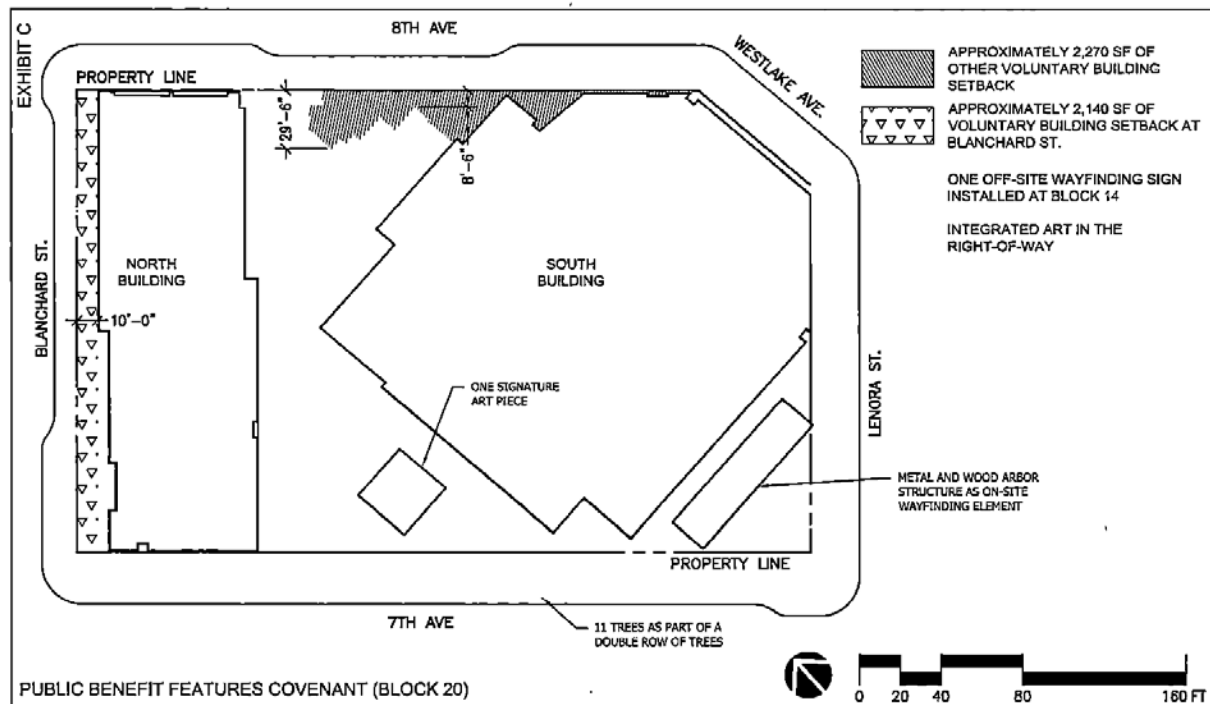 EXHIBIT C
8TH AVE
WESTLAKE AVE.
PROPERTY LINE
29'-6"
8'-6"
NORTH
BUILDING
SOUTH
BUILDING
BLANCHARD ST.
10'-0"
ONE SIGNATURE
ART PIECE
LENORA ST.
METAL AND WOOD ARBOR
STRUCTURE AS ON-SITE
WAYFINDING ELEMENT
PROPERTY LINE
7TH AVE
11 TREES AS PART OF A
DOUBLE ROW OF TREES
APPROXIMATELY 2,270 SF OF
OTHER VOLUNTARY BUILDING
SETBACK
APPROXIMATELY 2,140 SF OF
VOLUNTARY BUILDING SETBACK AT
BLANCHARD ST.
ONE OFF-SITE WAYFINDING SIGN
INSTALLED AT BLOCK 14
INTEGRATED ART IN THE
RIGHT-OF-WAY
PUBLIC BENEFIT FEATURES COVENANT (BLOCK 20)
0 20 40 80 160 FT